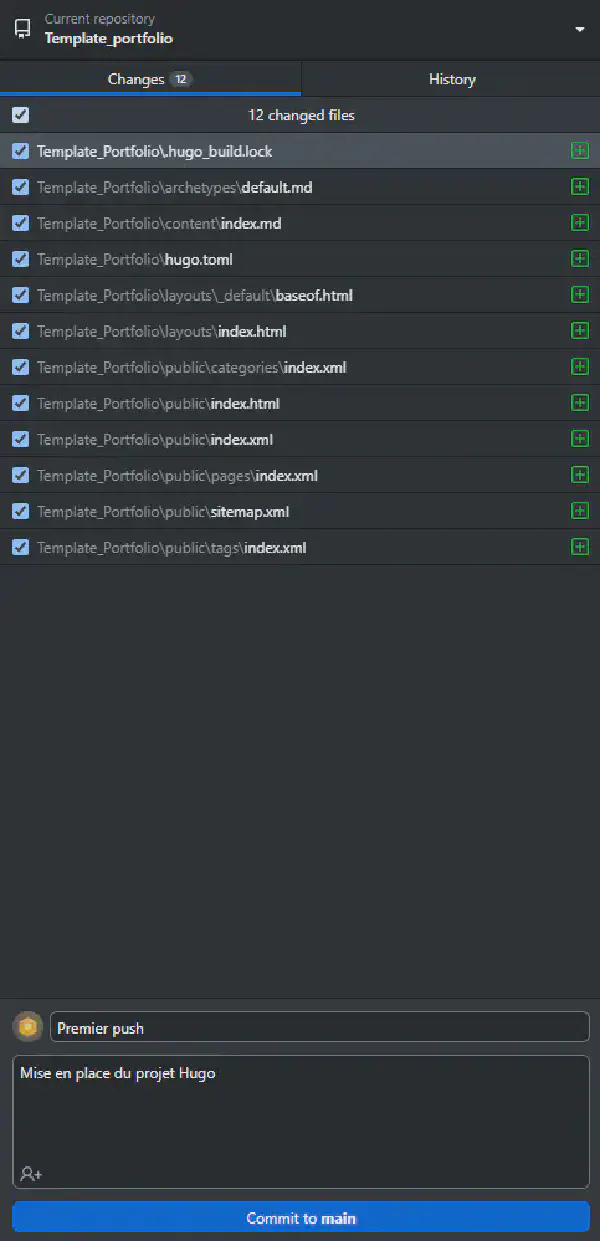 Current repository
Template_portfolio
Changes 12
History
12 changed files
Template_Portfolio\.hugo_build.lock
Template_Portfolio\archetypes\default.md
Template_Portfolio\content\index.md
Template_Portfolio\hugo.toml
Template_Portfolio\layouts\_default\baseof.html
Template_Portfolio\layouts\index.html
Template_Portfolio\public\categories\index.xml
Template_Portfolio\public\index.html
Template_Portfolio\public\index.xml
Template_Portfolio\public\pages\index.xml
Template_Portfolio\public\sitemap.xml
Template_Portfolio\public\tags\index.xml
Premier push
Mise en place du projet Hugo
Commit to main